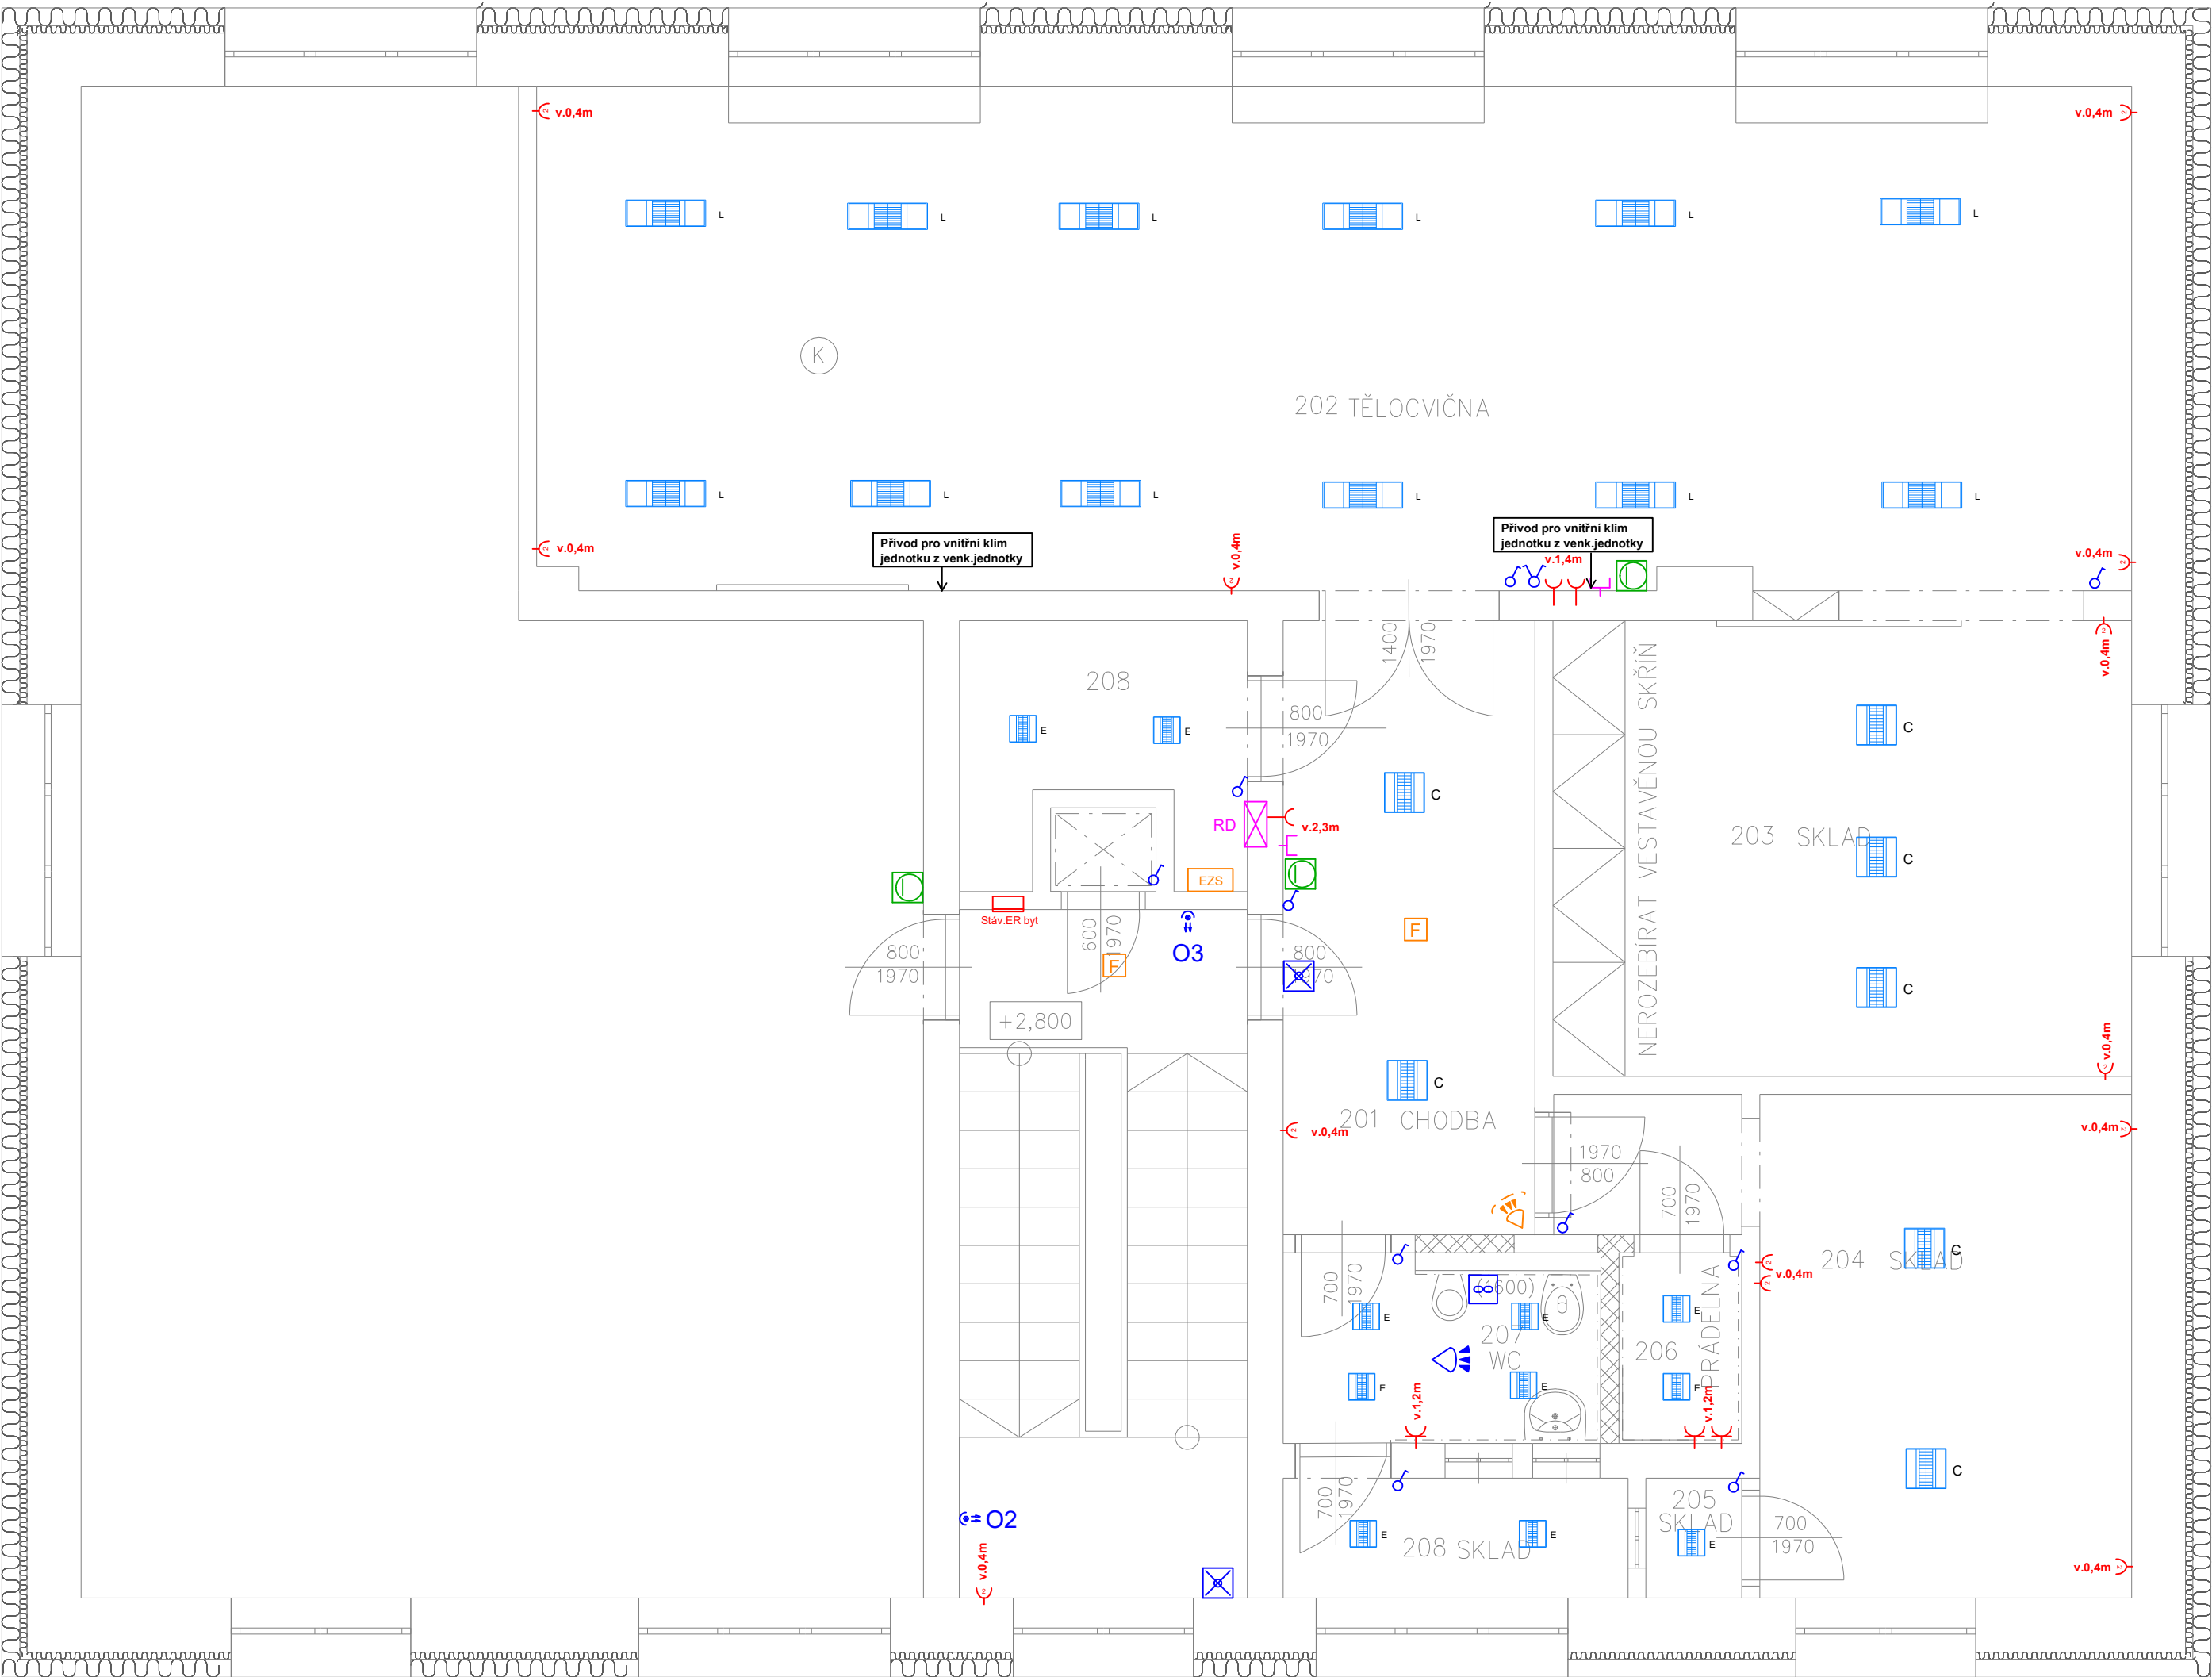 v.0,4m
v.0,4m
L
L
L
L
L
L
K
202 TĚLOCVIČNA
L
L
L
L
L
L
Přívod pro vnitřní klim
jednotku z venk.jednotky
Přívod pro vnitřní klim
jednotku z venk.jednotky
v.0,4m
v.0,4m
v.1,4m
v.0,4m
1400
1970
v.0,4m
208
E
E
800
1970
C
NEROZEBÍRAT VESTAVĚNOU SKŘÍŇ
C
203 SKLAD
C
C
RD
v.2,3m
EZS
Stáv.ER byt
F
F
O3
600
1970
800
1970
800
1970
+2,800
C
201 CHODBA
v.0,4m
v.0,4m
v.0,4m
1970
800
700
1970
204 SKLAD
C
v.0,4m
700
1970
(1600)
E
E
E
E
207
WC
206
PRÁDELNA
E
E
v.1,2m
v.1,2m
C
O2
v.0,4m
700
1970
208 SKLAD
E
E
205
SKLAD
E
700
1970
v.0,4m